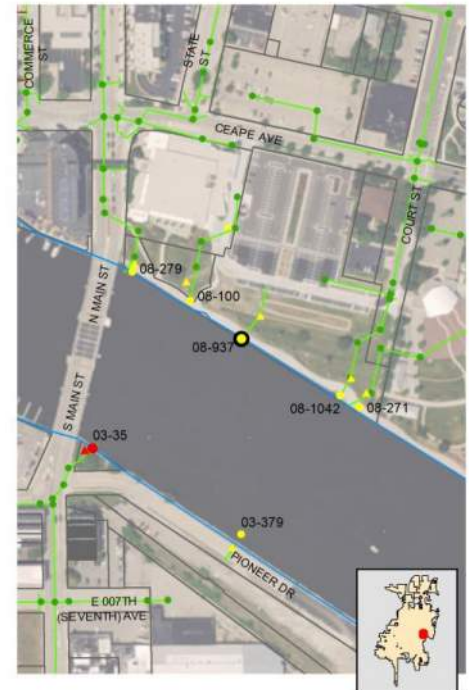 COMMERCE
ST
STATE
ST
CEAPE AVE
COURT ST
N MAIN ST
08-279
08-100
08-937
08-1042
08-271
S MAIN ST
03-35
03-379
PIONEER DR
E 007TH
(SEVENTH) AVE